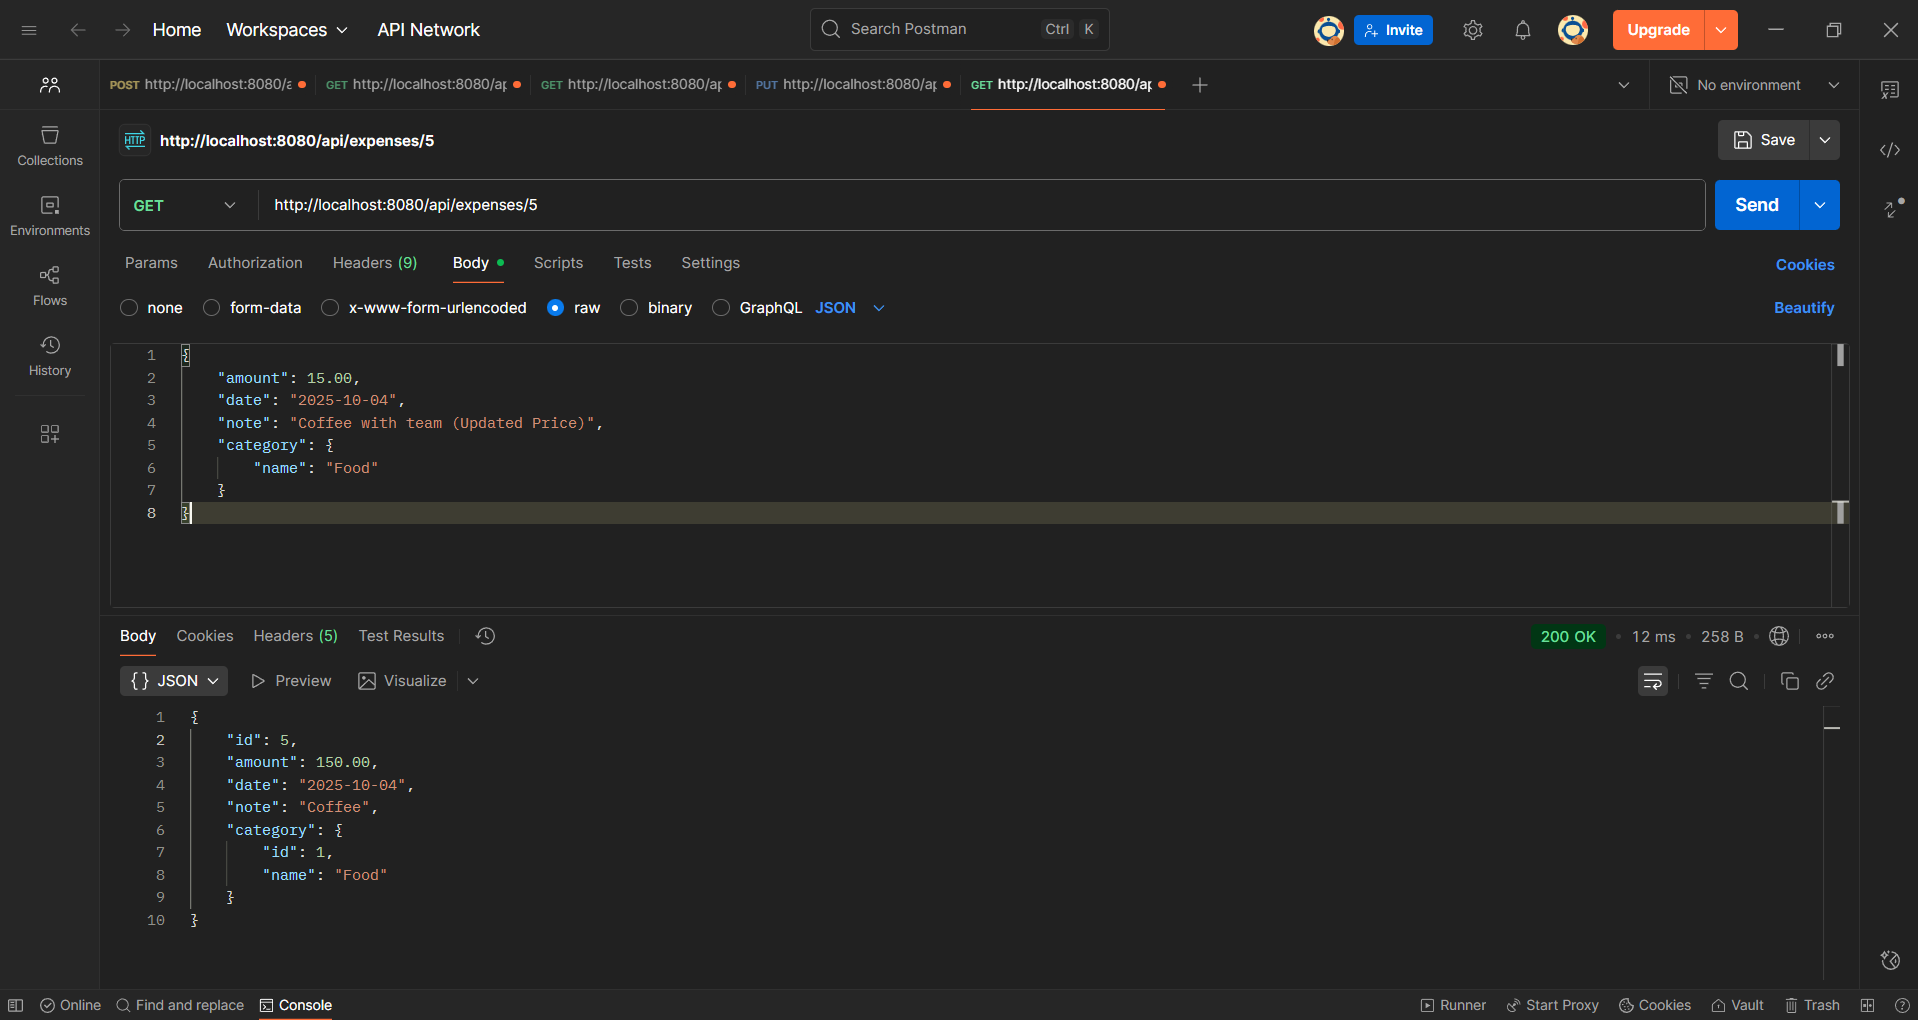 Home Workspaces API Network Search Postman Ctrl K Invite Upgrade
POST http://localhost:8080/a GET http://localhost:8080/ap GET http://localhost:8080/ap PUT http://localhost:8080/ap GET http://localhost:8080/ap No environment
HTTP http://localhost:8080/api/expenses/5 Save
Collections
Environments
Flows
History
GET http://localhost:8080/api/expenses/5 Send
Params Authorization Headers (9) Body Scripts Tests Settings Cookies
none form-data x-www-form-urlencoded raw binary GraphQL JSON Beautify
1 {
2 "amount": 15.00,
3 "date": "2025-10-04",
4 "note": "Coffee with team (Updated Price)",
5 "category": {
6 "name": "Food"
7 }
8 }
Body Cookies Headers (5) Test Results 200 OK • 12 ms • 258 B •
{} JSON Preview Visualize
1 {
2 "id": 5,
3 "amount": 150.00,
4 "date": "2025-10-04",
5 "note": "Coffee",
6 "category": {
7 "id": 1,
8 "name": "Food"
9 }
10 }
Online Find and replace Console Runner Start Proxy Cookies Vault Trash